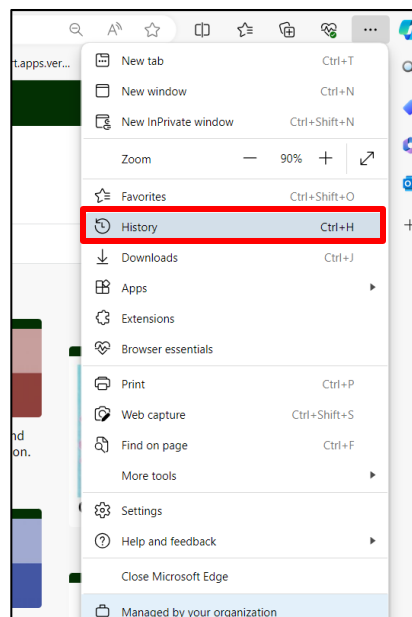 t.apps.ver...
New tab Ctrl+T
New window Ctrl+N
New InPrivate window Ctrl+Shift+N
Zoom — 90% +
Favorites Ctrl+Shift+O
History Ctrl+H
Downloads Ctrl+J
Apps
Extensions
Browser essentials
Print Ctrl+P
Web capture Ctrl+Shift+S
nd
Find on page Ctrl+F
on.
More tools
Settings
Help and feedback
Close Microsoft Edge
Managed by your organization